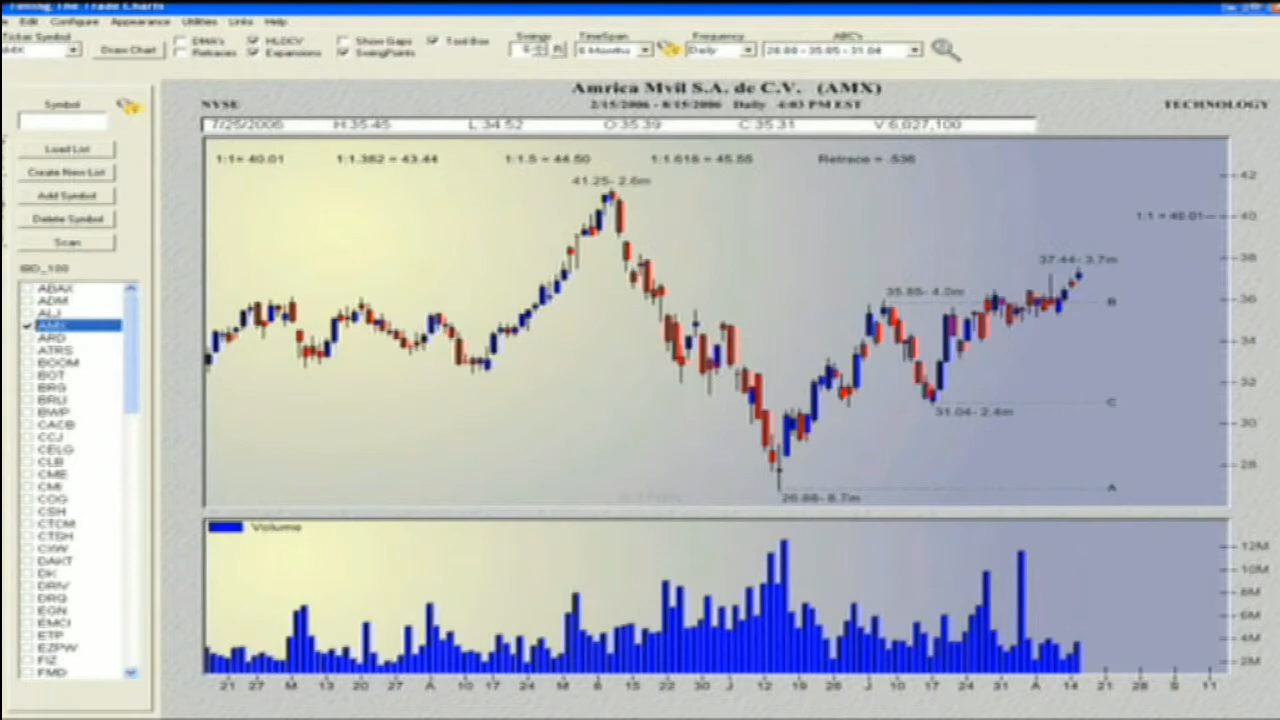 Timing The Trade Charts
Edit Configure Appearance Utilities Links Help
Ticker Symbol
AMX
Draw Chart
DMA's
Retraces
HLOCV
Expansions
Show Gaps
SwingPoints
Tool Box
Swings
R
TimeSpan
6 Months
Frequency
Daily
ABC's
26.88 - 35.85 - 31.04
Symbol
Load List
Create New List
Add Symbol
Delete Symbol
Scan
IBD_100
ABAX
ADM
ALJ
AMX
ARD
ATRS
BOOM
BOT
BRG
BRLI
BWP
CACB
CCJ
CELG
CLB
CME
CMI
COG
CSH
CTCM
CTSH
CXW
DAKT
DK
DRIV
DRQ
EGN
EMCI
ETP
EZPW
FIZ
FMD
Amrica Mvil S.A. de C.V. (AMX)
NYSE
2/15/2006 - 8/15/2006 Daily 4:03 PM EST
TECHNOLOGY
7/25/2006 H:35.45 L:34.52 O:35.39 C:35.31 V:6,027,100
1:1= 40.01 1:1.382 = 43.44 1:1.5 = 44.50 1:1.618 = 45.55 Retrace = .536
41.25- 2.6m
42
1:1 = 40.01
40
37.44- 3.7m
38
35.85- 4.0m
36
B
34
32
C
31.04- 2.4m
30
28
A
26.88- 8.7m
Volume
12M
10M
8M
6M
4M
2M
21 27 M 13 20 27 A 10 17 24 M 8 15 22 30 J 12 19 26 J 10 17 24 31 A 14 21 28 S 11